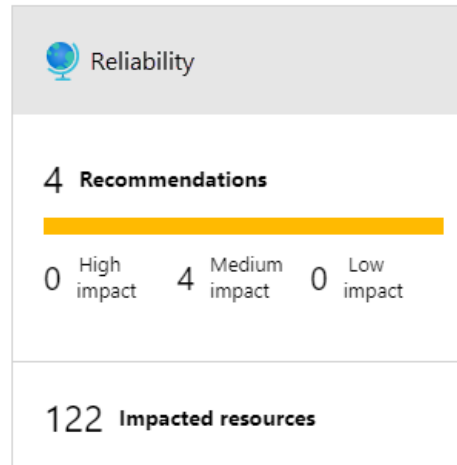 Reliability
4 Recommendations
0 High impact 4 Medium impact 0 Low impact
122 Impacted resources